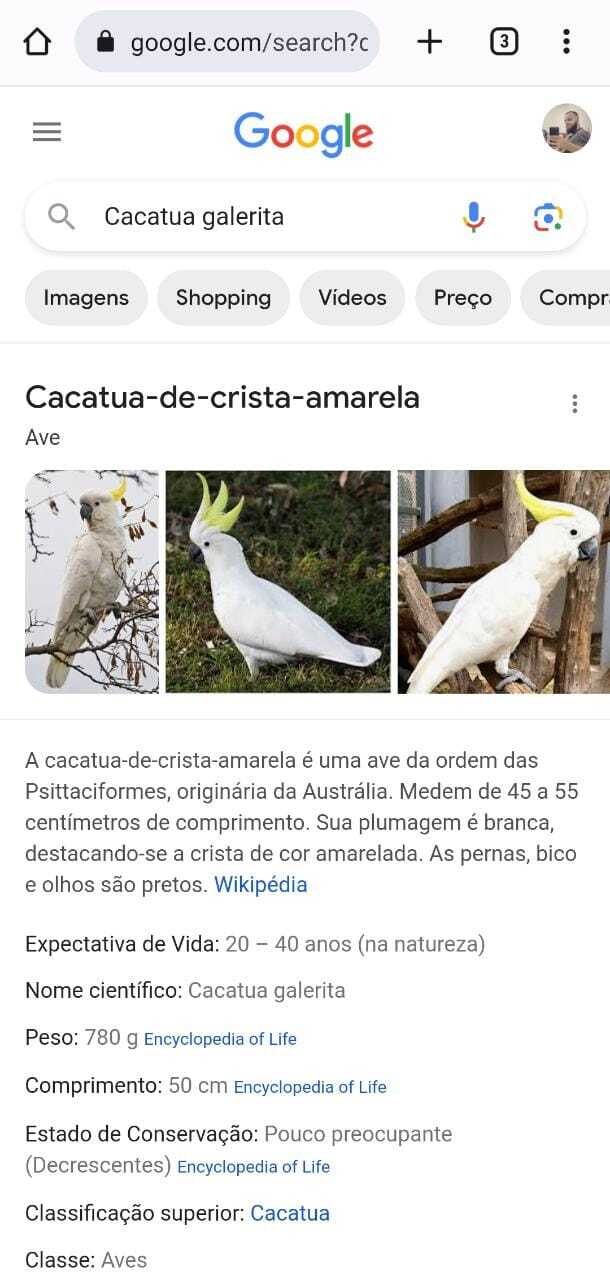 google.com/search?c
3
Google
Cacatua galerita
Imagens
Shopping
Vídeos
Preço
Compr
Cacatua-de-crista-amarela
Ave
A cacatua-de-crista-amarela é uma ave da ordem das
Psittaciformes, originária da Austrália. Medem de 45 a 55
centímetros de comprimento. Sua plumagem é branca,
destacando-se a crista de cor amarelada. As pernas, bico
e olhos são pretos. Wikipédia
Expectativa de Vida: 20 – 40 anos (na natureza)
Nome científico: Cacatua galerita
Peso: 780 g Encyclopedia of Life
Comprimento: 50 cm Encyclopedia of Life
Estado de Conservação: Pouco preocupante
(Decrescentes) Encyclopedia of Life
Classificação superior: Cacatua
Classe: Aves